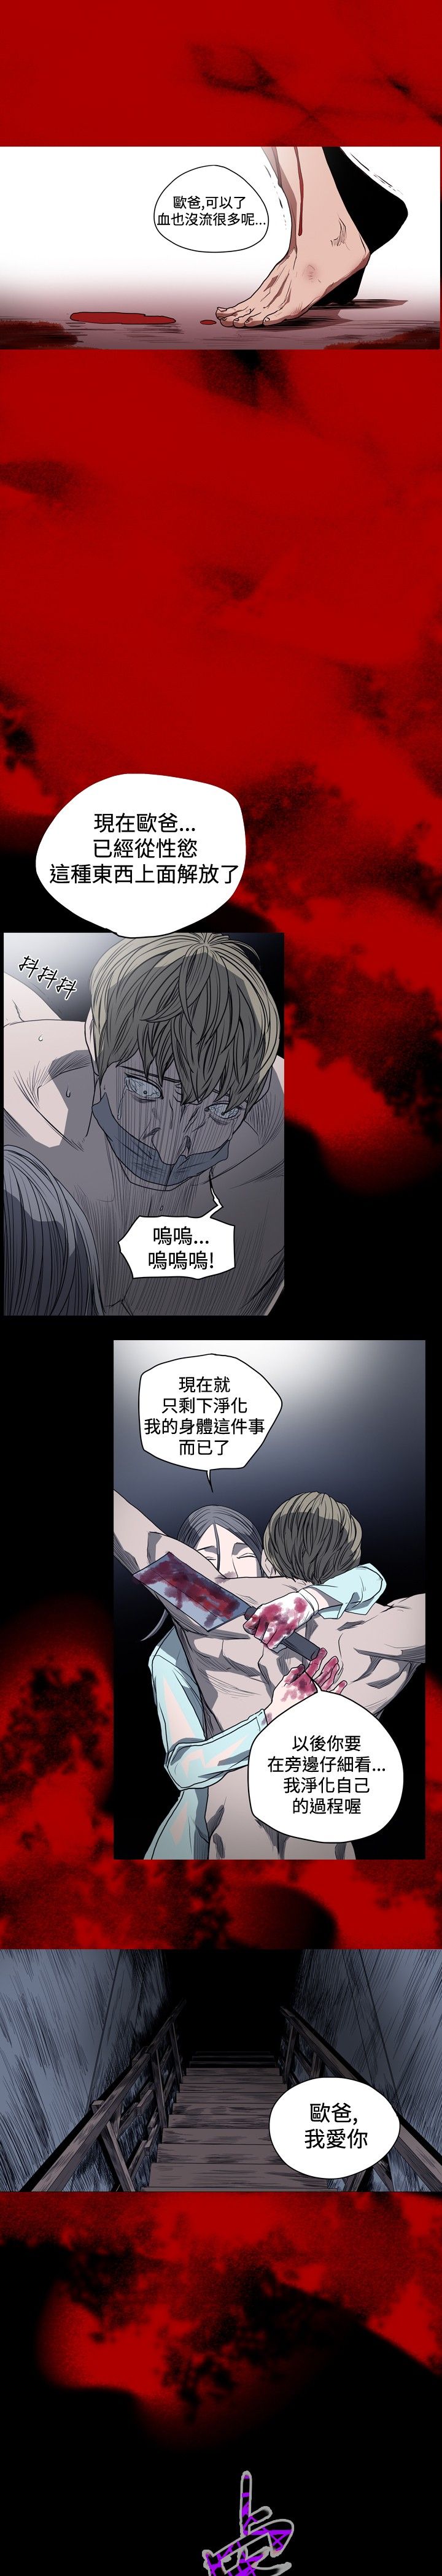 歐爸,可以了
血也沒流很多呢...
現在歐爸...
已經從性慾
這種東西上面解放了
抖抖抖
嗚嗚...
嗚嗚嗚!
現在就
只剩下淨化
我的身體這件事
而已了
以後你要
在旁邊仔細看...
我淨化自己
的過程喔
歐爸,
我愛你